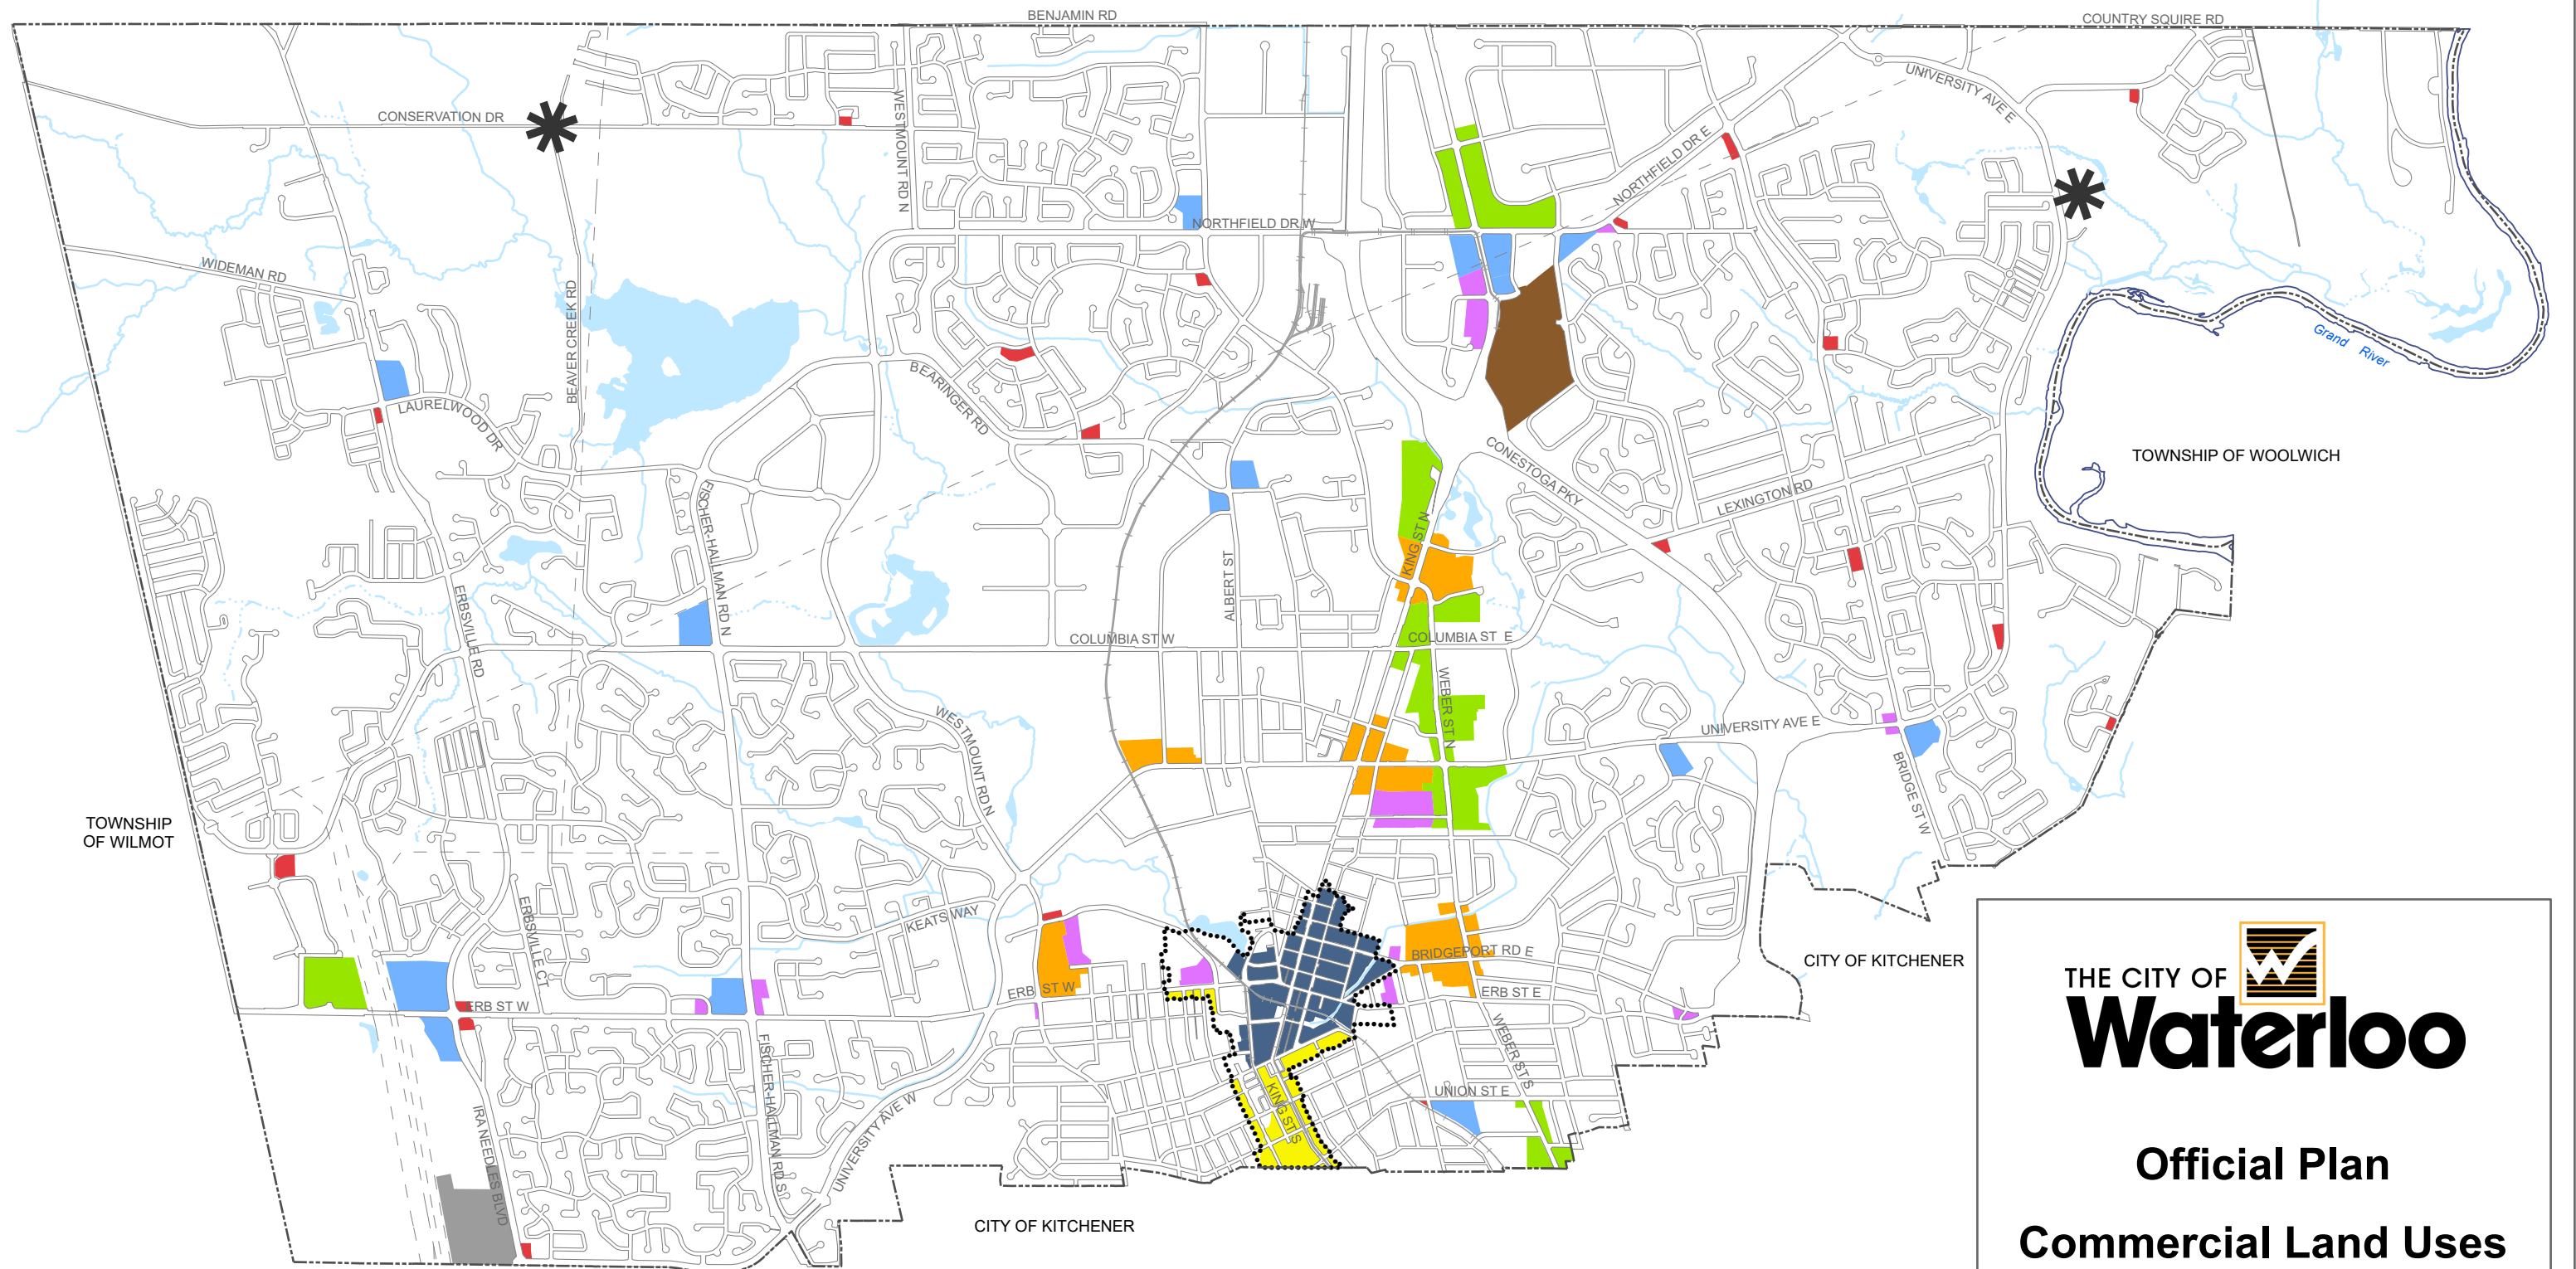 BENJAMIN RD
COUNTRY SQUIRE RD
CONSERVATION DR
WESTMOUNT RD N
UNIVERSITY AVE E
NORTHFIELD DR E
NORTHFIELD DR W
WIDEMAN RD
BEAVER CREEK RD
Grand River
LAURELWOOD DR
BEARINGER RD
CONESTOGA PKY
TOWNSHIP OF WOOLWICH
LEXINGTON RD
FISCHER-HALLMAN RD N
KING ST N
ALBERT ST
ERBSVILLE RD
COLUMBIA ST W
COLUMBIA ST E
WEBER ST N
WESTMOUNT RD N
UNIVERSITY AVE E
BRIDGE ST W
TOWNSHIP
OF WILMOT
ERBSVILLE CT
KEATS WAY
BRIDGEPORT RD E
CITY OF KITCHENER
ERB ST W
ERB ST W
ERB ST E
WEBER ST S
FISCHER-HALLMAN RD S
UNION ST E
KING ST S
UNIVERSITY AVE W
IRA NEEDLES BLVD
CITY OF KITCHENER
THE CITY OF
Waterloo
Official Plan
Commercial Land Uses